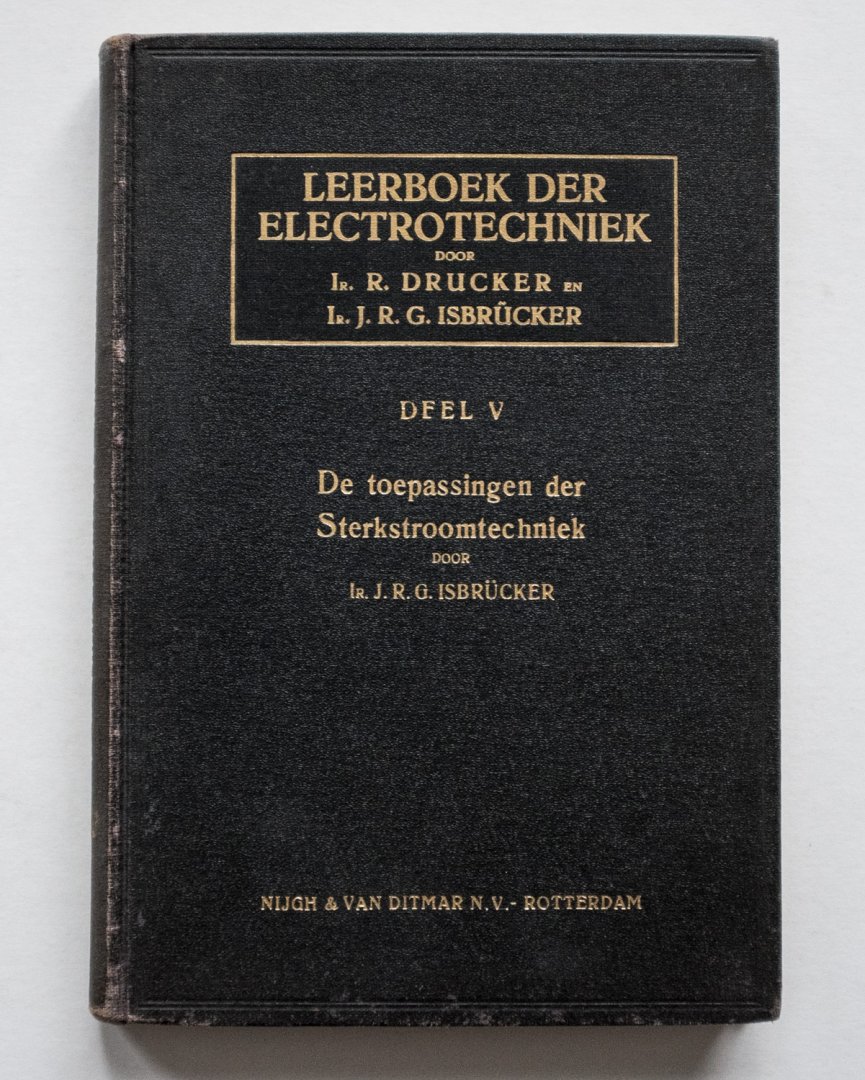 LEERBOEK DER
ELECTROTECHNIEK
DOOR
IR. R. DRUCKER EN
IR. J. R. G. ISBRÜCKER
DEEL V
De toepassingen der
Sterkstroomtechniek
DOOR
IR. J. R. G. ISBRÜCKER
NIJGH & VAN DITMAR N.V.- ROTTERDAM